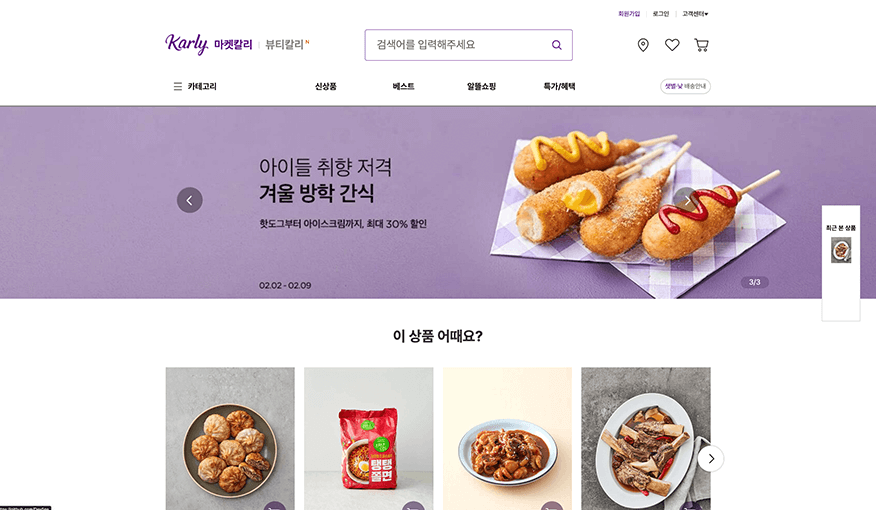 회원가입 로그인 고객센터
Karly 마켓칼리 뷰티칼리 N
검색어를 입력해주세요
카테고리 신상품 베스트 알뜰쇼핑 특가/혜택 샛별·낮 배송안내
아이들 취향 저격
겨울 방학 간식
핫도그부터 아이스크림까지, 최대 30% 할인
02.02 - 02.09
3/3
최근 본 상품
이 상품 어때요?
탱탱
쫄면